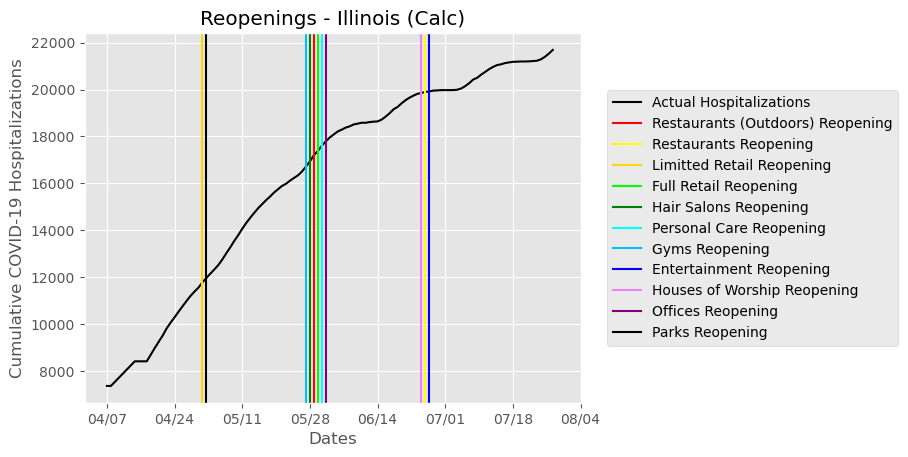 Reopenings - Illinois (Calc)
Cumulative COVID-19 Hospitalizations
22000
20000
18000
16000
14000
12000
10000
8000
04/07 04/24 05/11 05/28 06/14 07/01 07/18 08/04
Dates
Actual Hospitalizations
Restaurants (Outdoors) Reopening
Restaurants Reopening
Limitted Retail Reopening
Full Retail Reopening
Hair Salons Reopening
Personal Care Reopening
Gyms Reopening
Entertainment Reopening
Houses of Worship Reopening
Offices Reopening
Parks Reopening